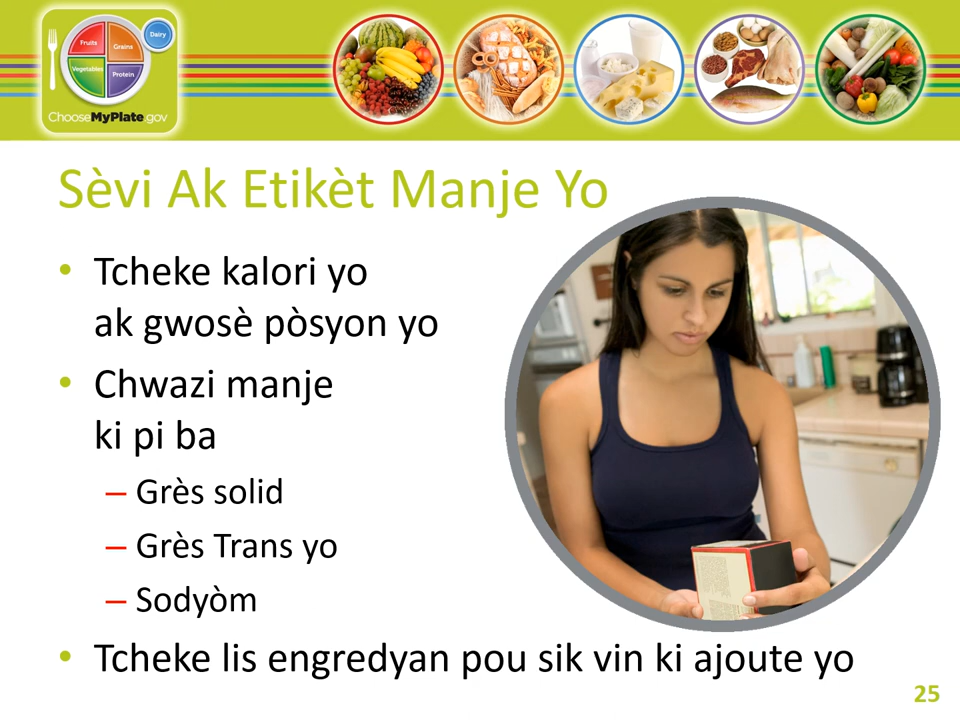 Fruits
Grains
Dairy
Vegetables
Protein
ChooseMyPlate.gov
Sèvi Ak Etikèt Manje Yo
• Tcheke kalori yo
ak gwosè pòsyon yo
• Chwazi manje
ki pi ba
– Grès solid
– Grès Trans yo
– Sodyòm
• Tcheke lis engredyan pou sik vin ki ajoute yo
25